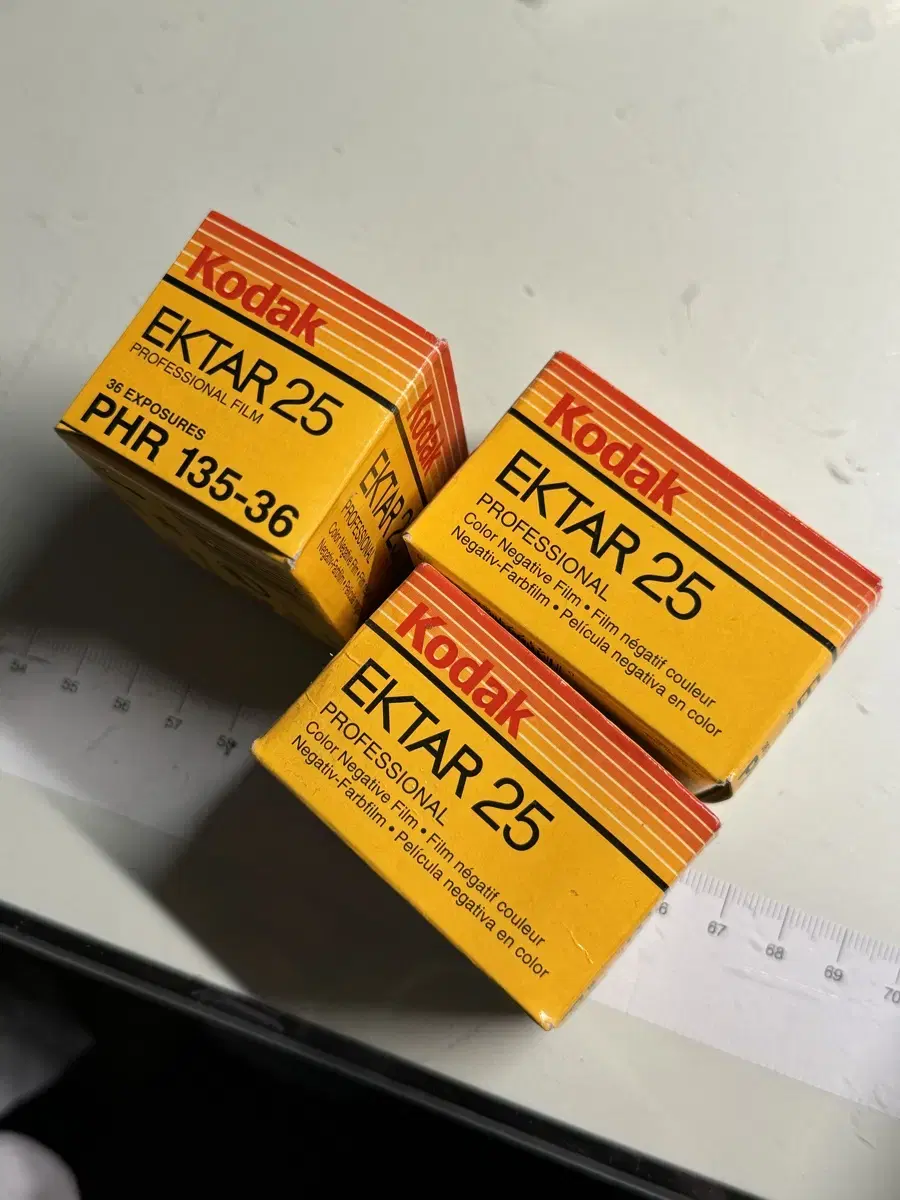 Kodak
EKTAR 25
PROFESSIONAL FILM
36 EXPOSURES
PHR 135-36
Kodak
EKTAR 2
PROFESSIONAL
Kodak
EKTAR 25
PROFESSIONAL
Color Negative Film • Film négatif couleur
Negativ-Farbfilm • Película negativa en color
Kodak
EKTAR 25
PROFESSIONAL
Color Negative Film • Film négatif couleur
Negativ-Farbfilm • Película negativa en color
54 55 56 57 58
6 67 68 69 70